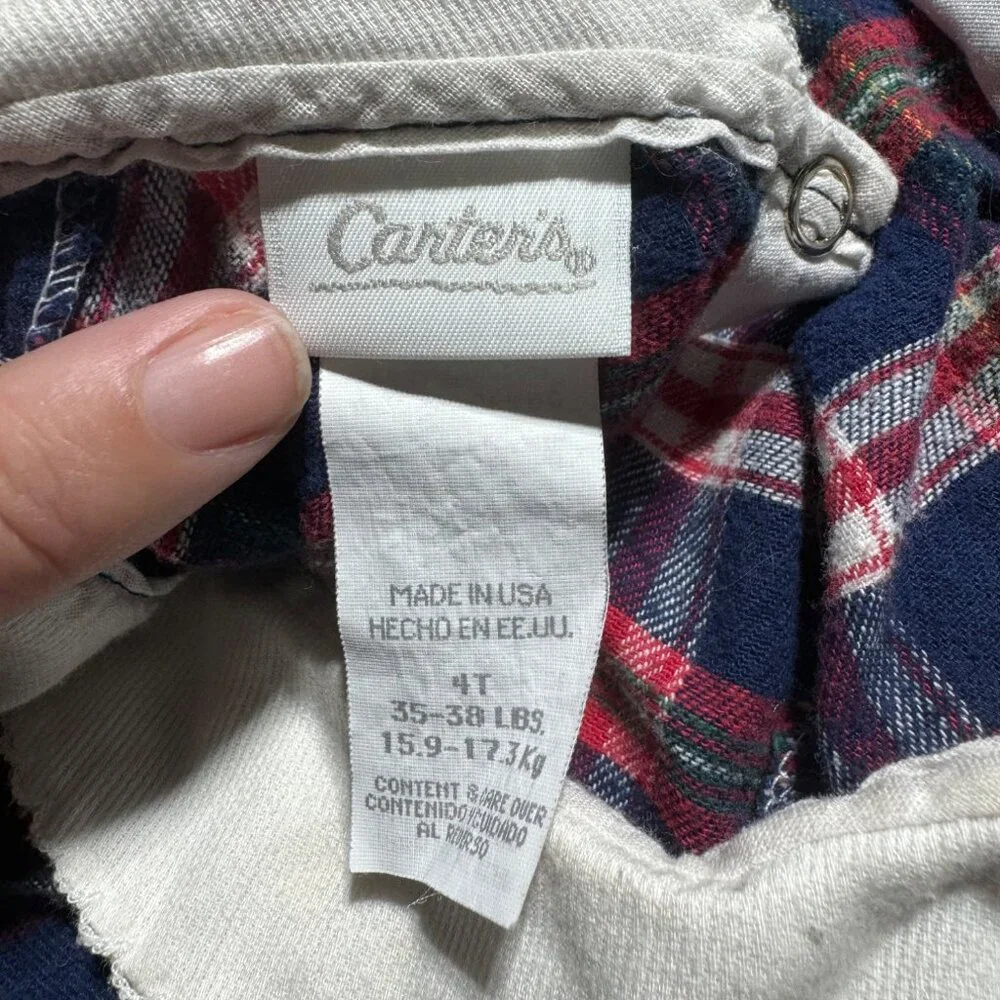 Carter's®
MADE IN USA
HECHO EN EE.UU.
4T
35-38 LBS.
15.9-17.3Kg
CONTENT & CARE OVER
CONTENIDO Y CUIDADO
AL REVERSO